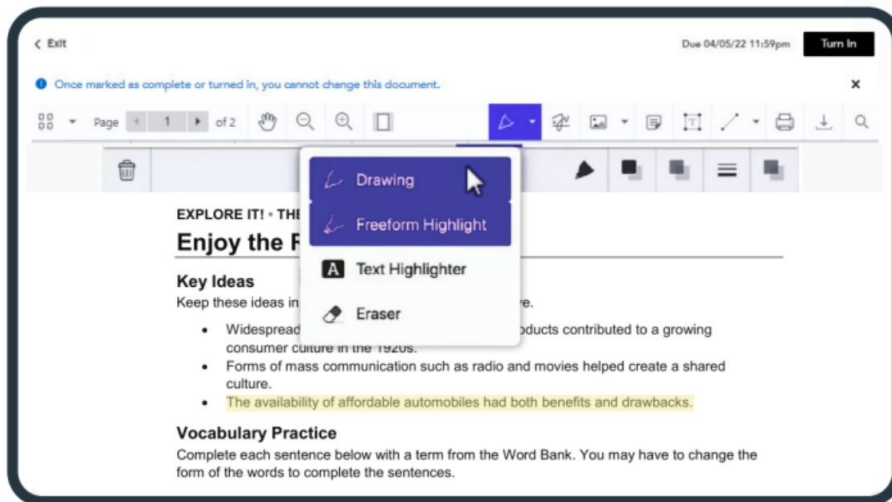 Exit
Due 04/05/22 11:59pm
Turn In
Once marked as complete or turned in, you cannot change this document.
Page 1 of 2
Drawing
Freeform Highlight
A Text Highlighter
Eraser
EXPLORE IT! • THE
Enjoy the
Key Ideas
Keep these ideas in
Widespread
contributed to a growing
consumer culture in the 1920s.
Forms of mass communication such as radio and movies helped create a shared
culture.
The availability of affordable automobiles had both benefits and drawbacks.
Vocabulary Practice
Complete each sentence below with a term from the Word Bank. You may have to change the
form of the words to complete the sentences.